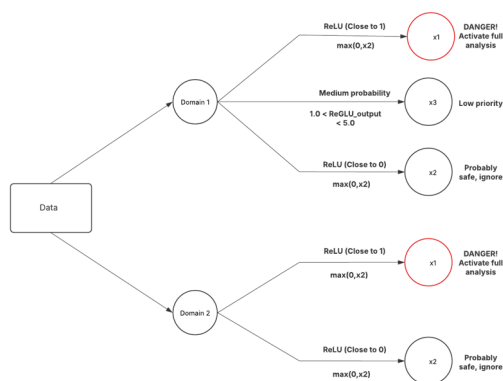 ReLU (Close to 1)
max(0,x2)
x1
DANGER!
Activate full
analysis
Domain 1
Medium probability
1.0 < ReGLU_output
< 5.0
x3
Low priority
ReLU (Close to 0)
max(0,x2)
x2
Probably
safe, ignore
Data
ReLU (Close to 1)
max(0,x2)
x1
DANGER!
Activate full
analysis
Domain 2
ReLU (Close to 0)
max(0,x2)
x2
Probably
safe, ignore